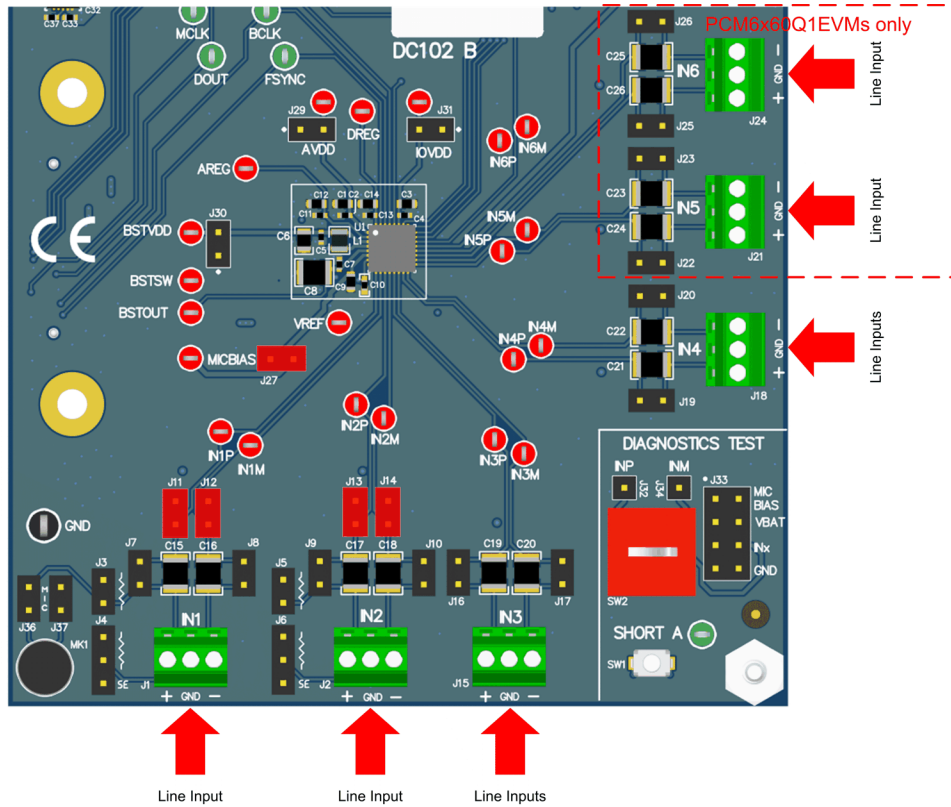 C32
C37 C33
MCLK
BCLK
DC102 B
DOUT
FSYNC
J26
PCM6x60Q1EVMs only
C25
IN6
C26
GND
J24
Line Input
J25
J29
AVDD
DREG
J31
IOVDD
IN6P
IN6M
AREG
J23
C23
IN5
C24
GND
J21
Line Input
J22
J30
BSTVDD
BSTSW
BSTOUT
C12
C1
C2
C14
C3
C11
C13
C4
U1
C6
C5
L1
C7
C8
C9
C10
IN5M
IN5P
VREF
MICBIAS
J27
IN4P
IN4M
J20
C22
IN4
C21
GND
J18
Line Inputs
J19
IN1P
IN1M
IN2P
IN2M
IN3P
IN3M
DIAGNOSTICS TEST
INP
J32
INM
J34
J33
MIC
BIAS
VBAT
INx
GND
SW2
SHORT A
SW1
GND
J11
J12
J13
J14
J7
C15
C16
J8
J9
C17
C18
J10
C19
C20
J16
J17
J3
J5
MIC
J36
J37
J4
J6
MK1
IN1
IN2
IN3
SE
J1
+ GND −
SE
J2
+ GND −
J15
+ GND −
Line Input
Line Input
Line Inputs